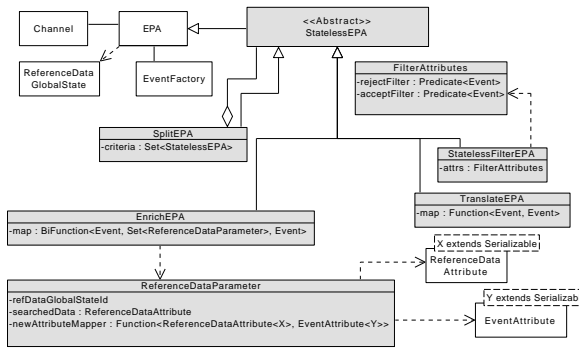 <<Abstract>>
StatelessEPA
Channel
EPA
ReferenceData
GlobalState
EventFactory
FilterAttributes
-rejectFilter : Predicate<Event>
-acceptFilter : Predicate<Event>
SplitEPA
-criteria : Set<StatelessEPA>
StatelessFilterEPA
-attrs : FilterAttributes
TranslateEPA
-map : Function<Event, Event>
EnrichEPA
-map : BiFunction<Event, Set<ReferenceDataParameter>, Event>
X extends Serializable
ReferenceData
Attribute
ReferenceDataParameter
-refDataGlobalStateId
-searchedData : ReferenceDataAttribute
-newAttributeMapper : Function<ReferenceDataAttribute<X>, EventAttribute<Y>>
Y extends Serializabl
EventAttribute